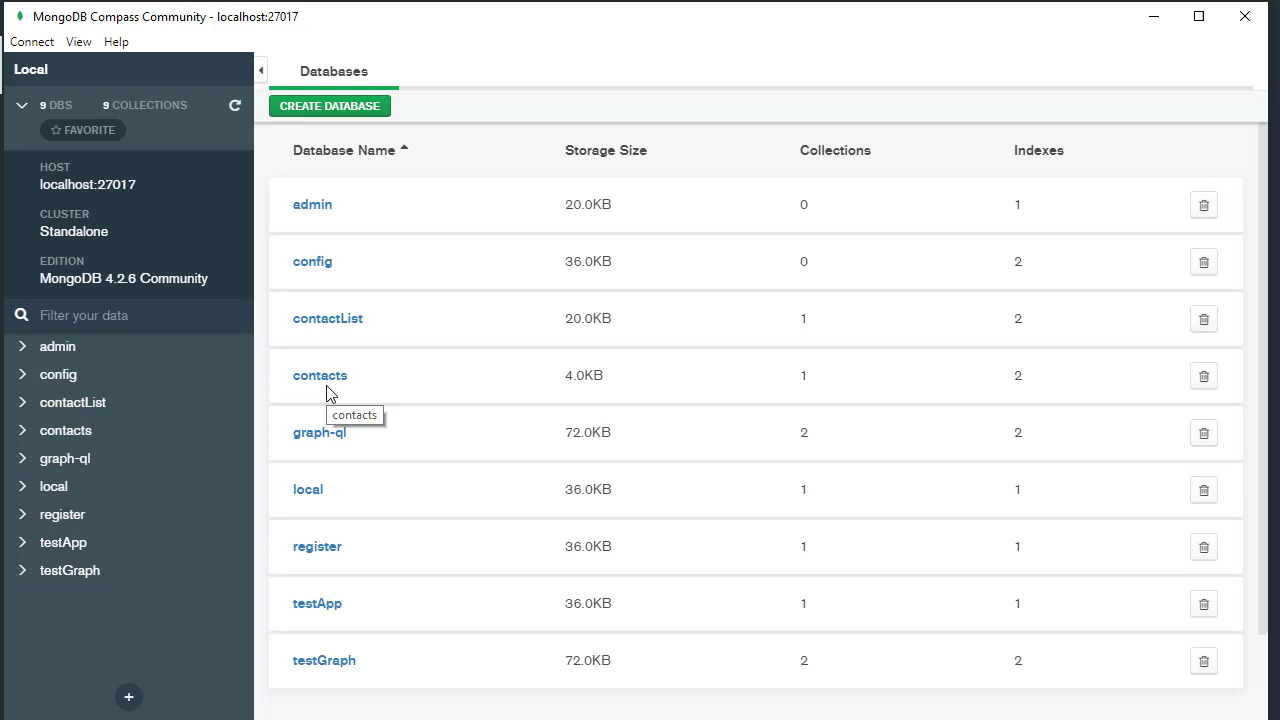 MongoDB Compass Community - localhost:27017
Connect View Help
Local
9 DBS 9 COLLECTIONS
FAVORITE
HOST
localhost:27017
CLUSTER
Standalone
EDITION
MongoDB 4.2.6 Community
Filter your data
admin
config
contactList
contacts
graph-ql
local
register
testApp
testGraph
Databases
CREATE DATABASE
Database Name Storage Size Collections Indexes
admin 20.0KB 0 1
config 36.0KB 0 2
contactList 20.0KB 1 2
contacts 4.0KB 1 2
contacts
graph-ql 72.0KB 2 2
local 36.0KB 1 1
register 36.0KB 1 1
testApp 36.0KB 1 1
testGraph 72.0KB 2 2